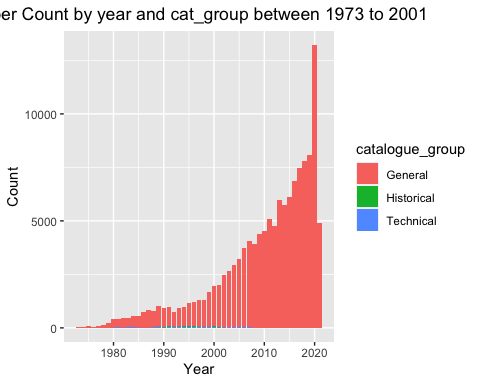 Count by year and cat_group between 1973 to 2001
10000
5000
0
Count
1980
1990
2000
2010
2020
Year
catalogue_group
General
Historical
Technical